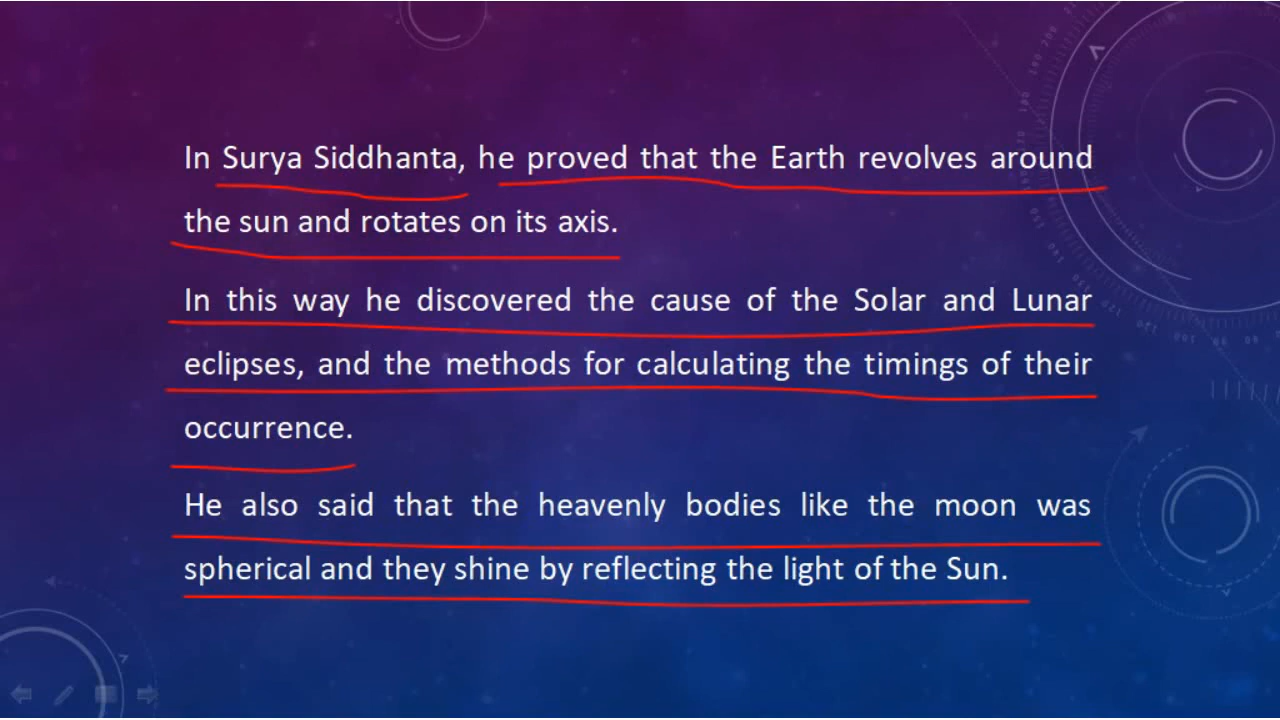 In Surya Siddhanta, he proved that the Earth revolves around
the sun and rotates on its axis.
In this way he discovered the cause of the Solar and Lunar
eclipses, and the methods for calculating the timings of their
occurrence.
He also said that the heavenly bodies like the moon was
spherical and they shine by reflecting the light of the Sun.